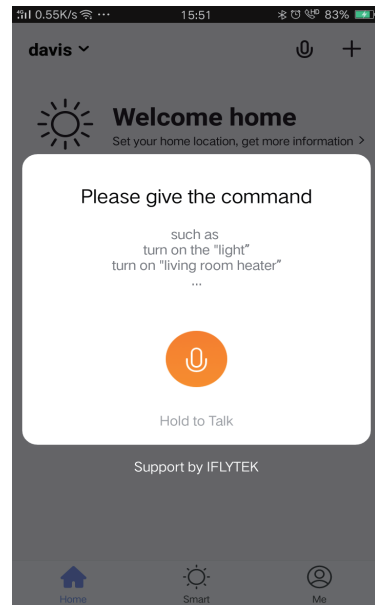 0.55K/s ... 15:51 83%
davis
Welcome home
Set your home location, get more information >
Please give the command
such as
turn on the "light"
turn on "living room heater"
...
Hold to Talk
Support by IFLYTEK
Home Smart Me